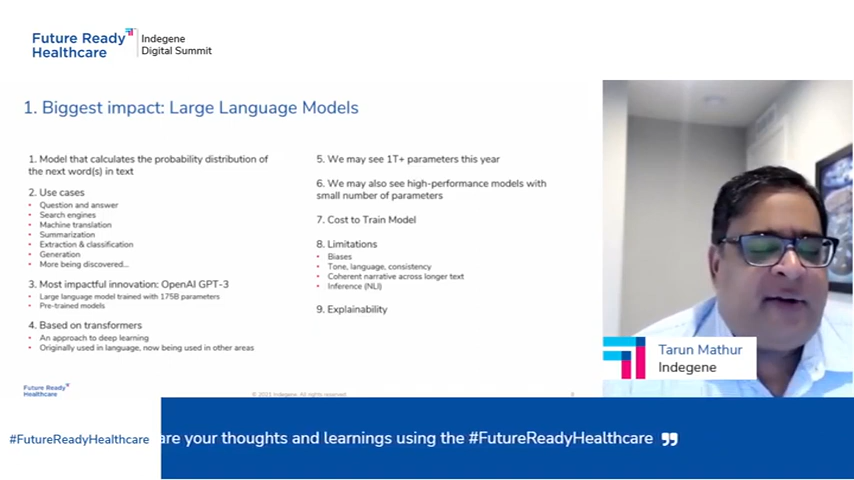 Future Ready
Healthcare
Indegene
Digital Summit
1. Biggest impact: Large Language Models
1. Model that calculates the probability distribution of
the next word(s) in text
2. Use cases
• Question and answer
• Search engines
• Machine translation
• Summarization
• Extraction & classification
• Generation
• More being discovered...
3. Most impactful innovation: OpenAI GPT-3
• Large language model trained with 175B parameters
• Pre-trained models
4. Based on transformers
• An approach to deep learning
• Originally used in language, now being used in other areas
5. We may see 1T+ parameters this year
6. We may also see high-performance models with
small number of parameters
7. Cost to Train Model
8. Limitations
• Biases
• Tone, language, consistency
• Coherent narrative across longer text
• Inference (NLI)
9. Explainability
Future Ready
Healthcare
© 2021 Indegene. All rights reserved
Tarun Mathur
Indegene
#FutureReadyHealthcare
are your thoughts and learnings using the #FutureReadyHealthcare ”